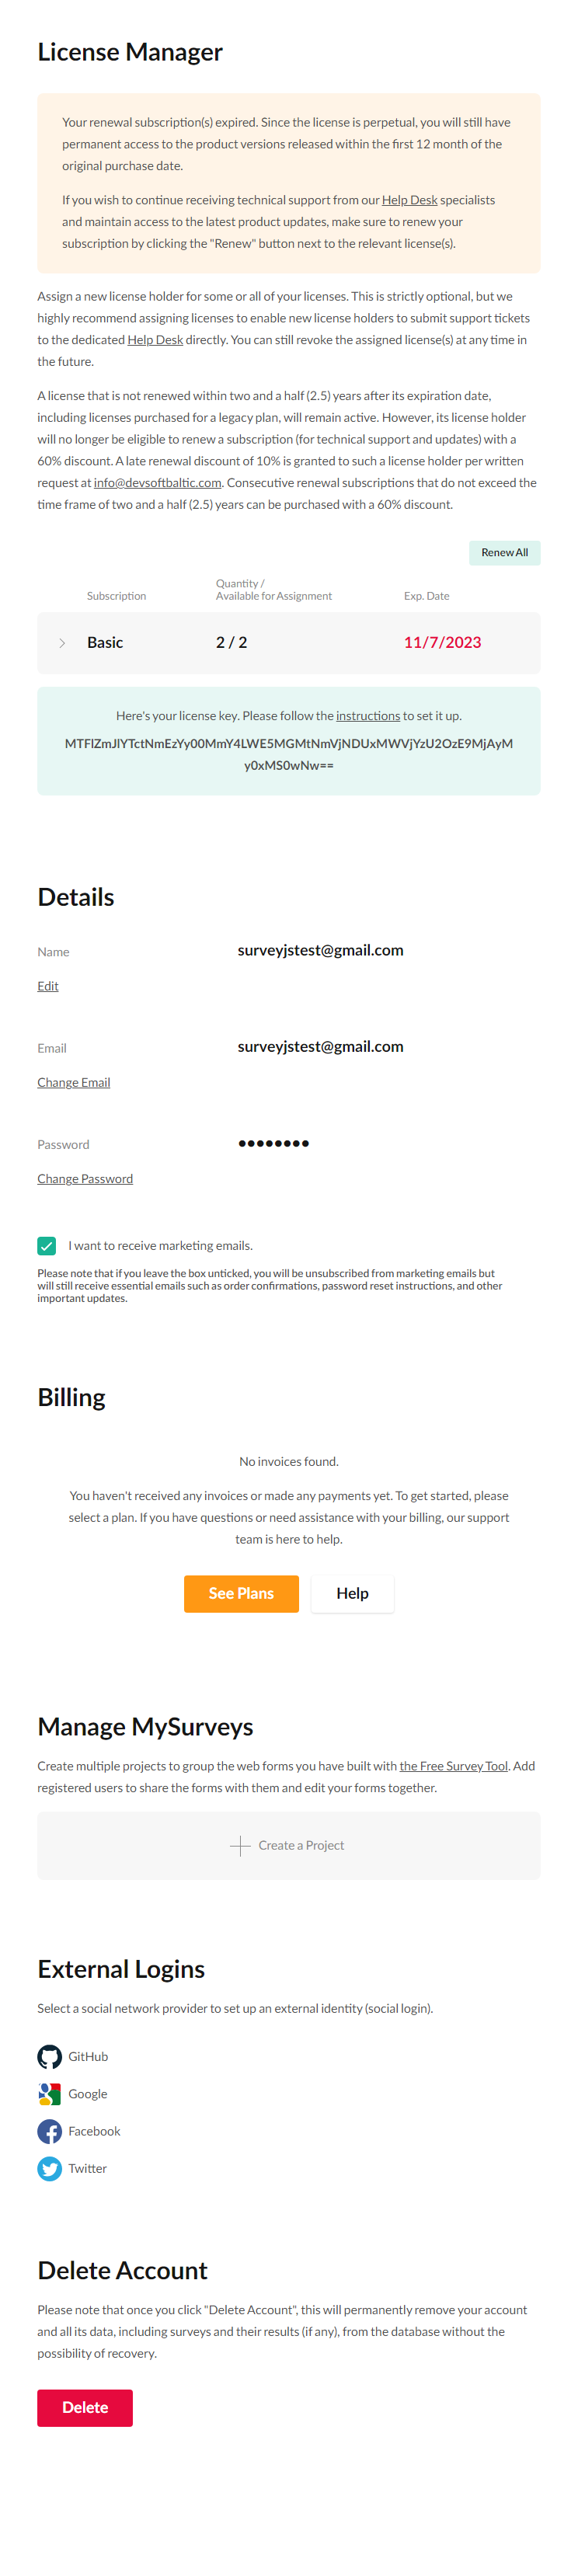 License Manager
Your renewal subscription(s) expired. Since the license is perpetual, you will still have
permanent access to the product versions released within the first 12 month of the
original purchase date.
If you wish to continue receiving technical support from our Help Desk specialists
and maintain access to the latest product updates, make sure to renew your
subscription by clicking the "Renew" button next to the relevant license(s).
Assign a new license holder for some or all of your licenses. This is strictly optional, but we
highly recommend assigning licenses to enable new license holders to submit support tickets
to the dedicated Help Desk directly. You can still revoke the assigned license(s) at any time in
the future.
A license that is not renewed within two and a half (2.5) years after its expiration date,
including licenses purchased for a legacy plan, will remain active. However, its license holder
will no longer be eligible to renew a subscription (for technical support and updates) with a
60% discount. A late renewal discount of 10% is granted to such a license holder per written
request at info@devsoftbaltic.com. Consecutive renewal subscriptions that do not exceed the
time frame of two and a half (2.5) years can be purchased with a 60% discount.
Renew All
Subscription
Quantity /
Available for Assignment
Exp. Date
Basic
2 / 2
11/7/2023
Here's your license key. Please follow the instructions to set it up.
MTFlZmJlYTctNmEzYy00MmY4LWE5MGMtNmVjNDUxMWVjYzU2OzE9MjAyM
y0xMS0wNw==
Details
Name
surveyjstest@gmail.com
Edit
Email
surveyjstest@gmail.com
Change Email
Password
••••••••
Change Password
I want to receive marketing emails.
Please note that if you leave the box unticked, you will be unsubscribed from marketing emails but
will still receive essential emails such as order confirmations, password reset instructions, and other
important updates.
Billing
No invoices found.
You haven't received any invoices or made any payments yet. To get started, please
select a plan. If you have questions or need assistance with your billing, our support
team is here to help.
See Plans
Help
Manage MySurveys
Create multiple projects to group the web forms you have built with the Free Survey Tool. Add
registered users to share the forms with them and edit your forms together.
Create a Project
External Logins
Select a social network provider to set up an external identity (social login).
GitHub
Google
Facebook
Twitter
Delete Account
Please note that once you click "Delete Account", this will permanently remove your account
and all its data, including surveys and their results (if any), from the database without the
possibility of recovery.
Delete